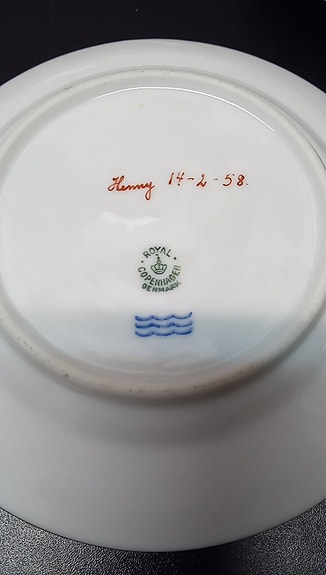 Henny 14-2-58.
ROYAL
COPENHAGEN
DENMARK